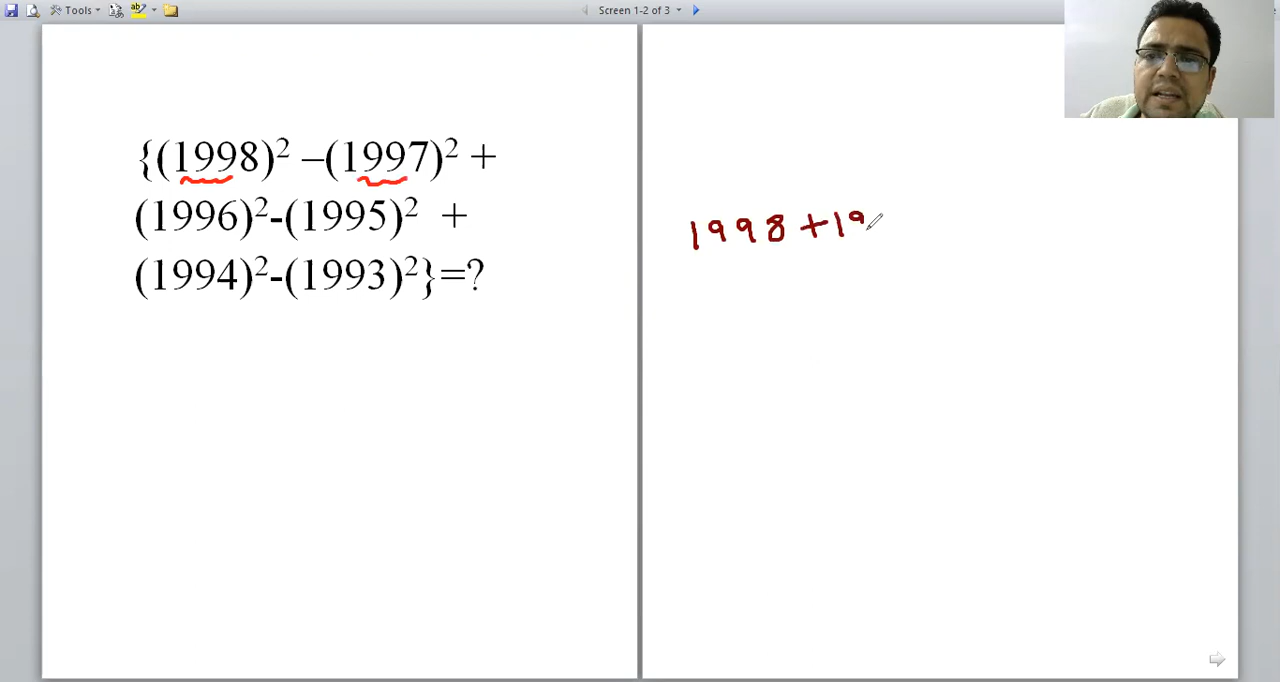 Tools
Screen 1-2 of 3
{(1998)² –(1997)² +
(1996)²-(1995)² +
(1994)²-(1993)²}=?
1998+19